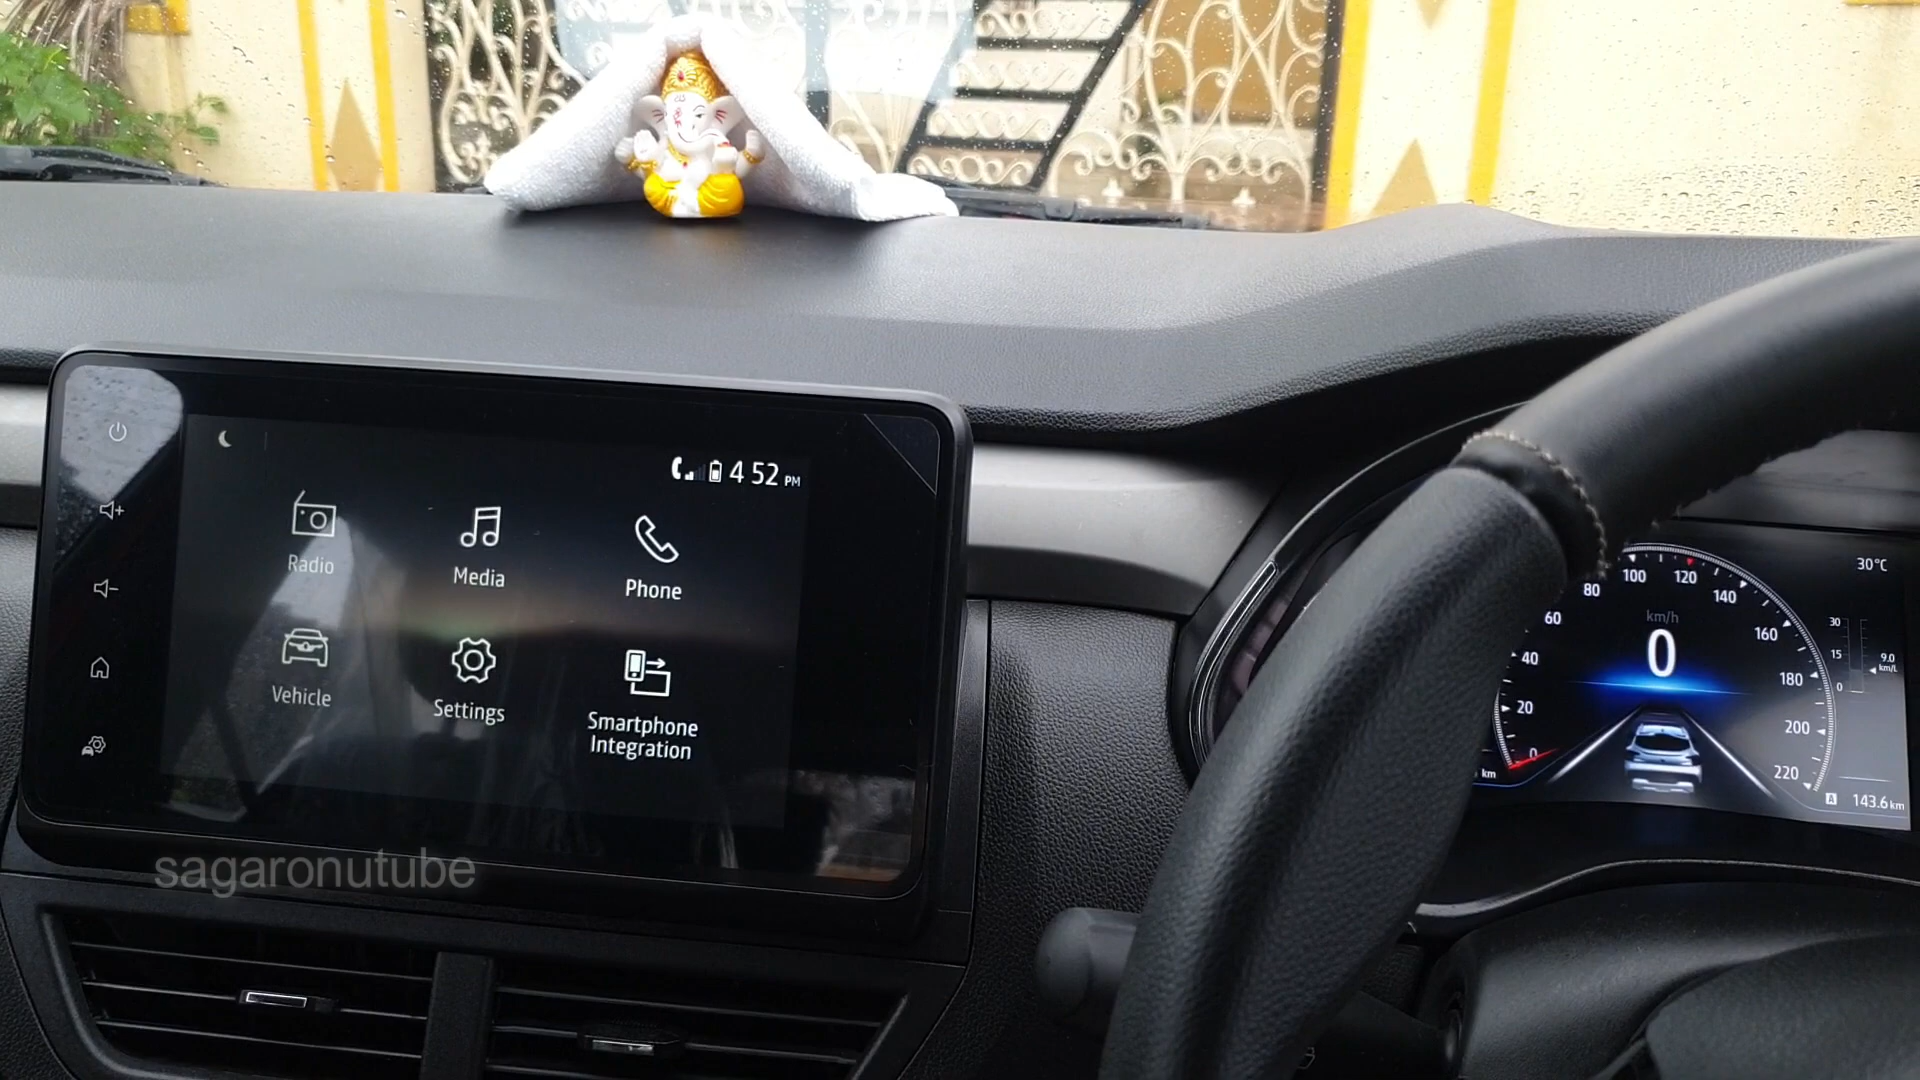 4 52 PM
Radio
Media
Phone
Vehicle
Settings
Smartphone
Integration
sagaronutube
30°C
km/h
0
0
20
40
60
80
100
120
140
160
180
200
220
30
15
0
9.0
km/L
km
A 143.6 km